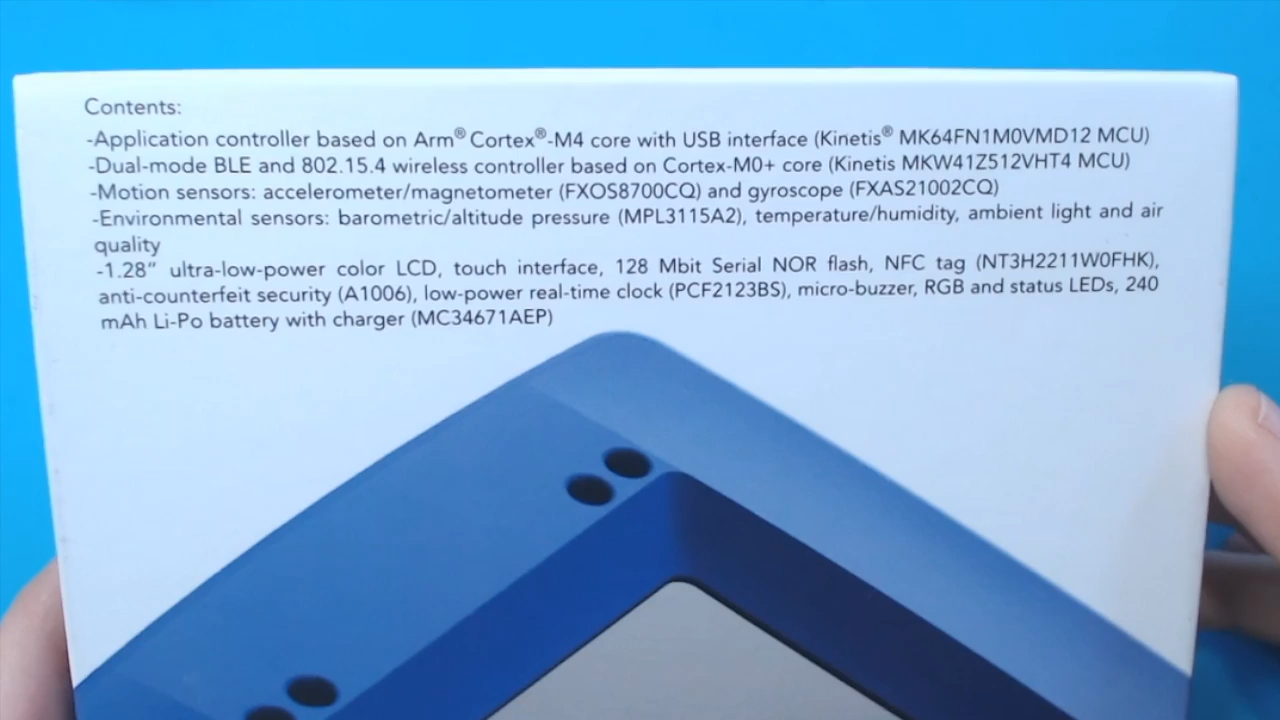 Contents:
-Application controller based on Arm® Cortex®-M4 core with USB interface (Kinetis® MK64FN1M0VMD12 MCU)
-Dual-mode BLE and 802.15.4 wireless controller based on Cortex-M0+ core (Kinetis MKW41Z512VHT4 MCU)
-Motion sensors: accelerometer/magnetometer (FXOS8700CQ) and gyroscope (FXAS21002CQ)
-Environmental sensors: barometric/altitude pressure (MPL3115A2), temperature/humidity, ambient light and air
quality
-1.28” ultra-low-power color LCD, touch interface, 128 Mbit Serial NOR flash, NFC tag (NT3H2211W0FHK),
anti-counterfeit security (A1006), low-power real-time clock (PCF2123BS), micro-buzzer, RGB and status LEDs, 240
mAh Li-Po battery with charger (MC34671AEP)